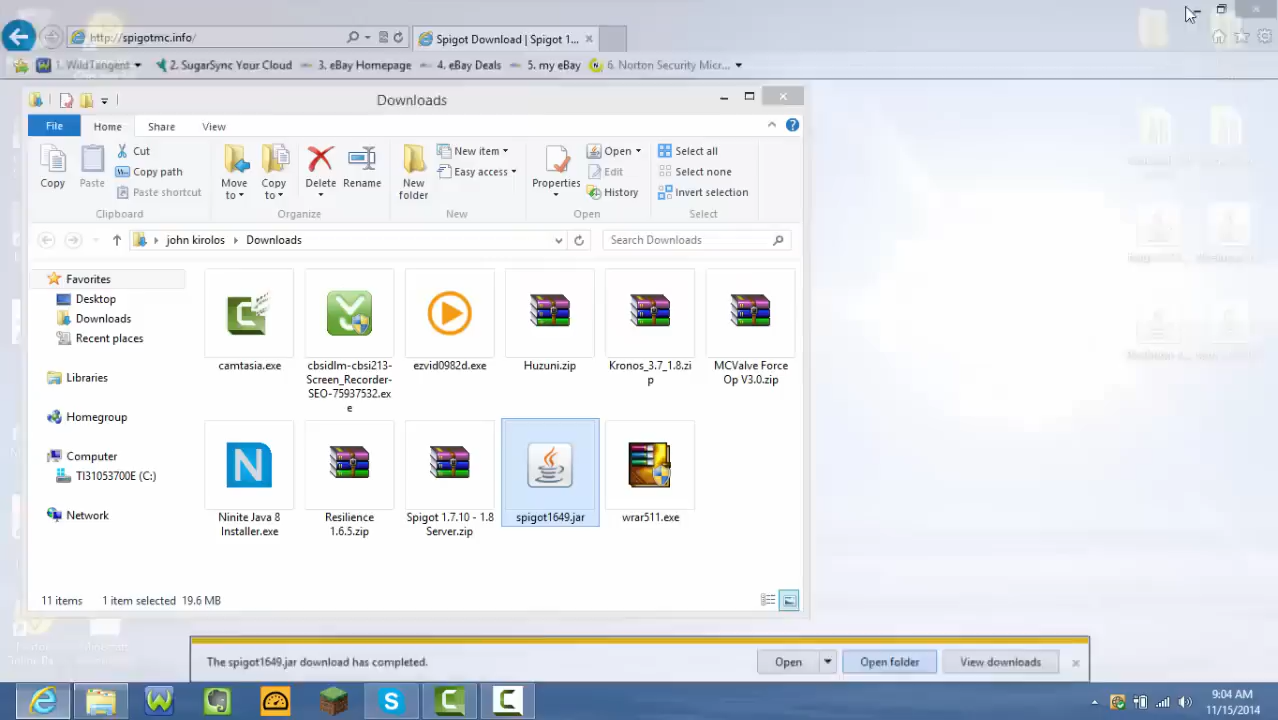 http://spigotmc.info/
Spigot Download | Spigot 1...
1. WildTangent
2. SugarSync Your Cloud
3. eBay Homepage
4. eBay Deals
5. my eBay
6. Norton Security Micr...
Downloads
File
Home
Share
View
Copy
Paste
Cut
Copy path
Paste shortcut
Clipboard
Move to
Copy to
Delete
Rename
Organize
New folder
New item
Easy access
New
Properties
Open
Edit
History
Open
Select all
Select none
Invert selection
Select
john kirolos
Downloads
Search Downloads
Favorites
Desktop
Downloads
Recent places
Libraries
Homegroup
Computer
TI31053700E (C:)
Network
camtasia.exe
cbsidlm-cbsi213-
Screen_Recorder-
SEO-75937532.ex
e
ezvid0982d.exe
Huzuni.zip
Kronos_3.7_1.8.zi
p
MCValve Force
Op V3.0.zip
Ninite Java 8
Installer.exe
Resilience
1.6.5.zip
Spigot 1.7.10 - 1.8
Server.zip
spigot1649.jar
wrar511.exe
11 items
1 item selected 19.6 MB
The spigot1649.jar download has completed.
Open
Open folder
View downloads
9:04 AM
11/15/2014